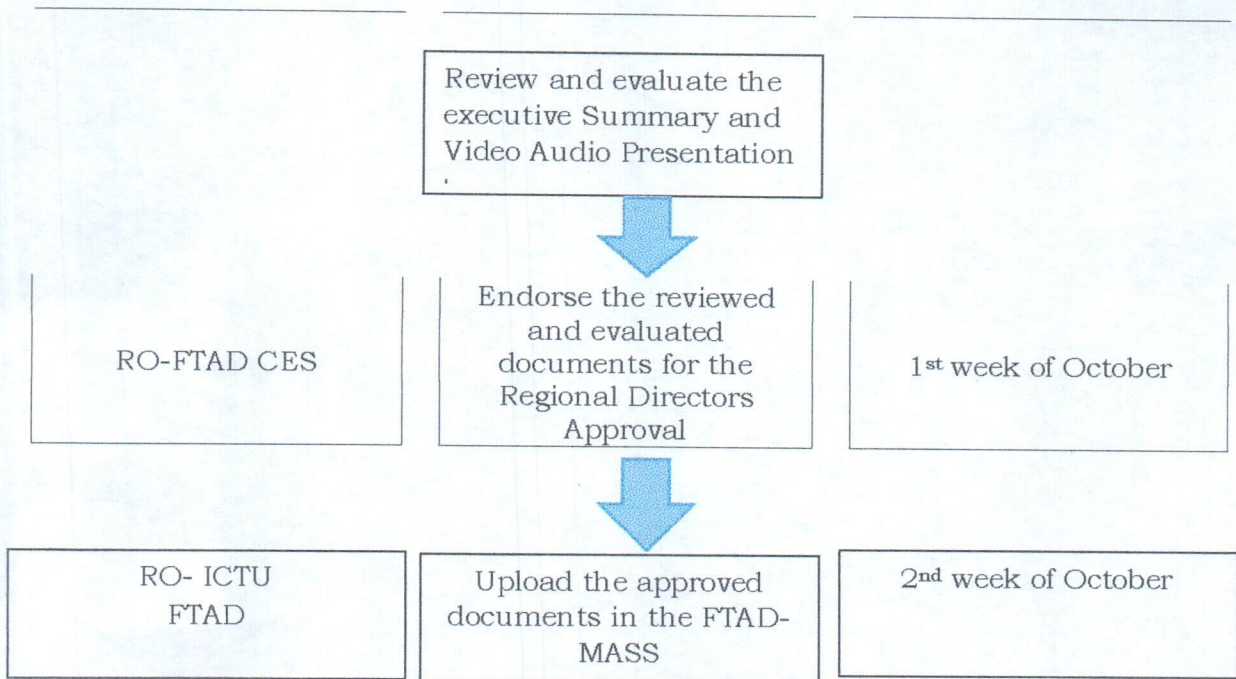 Review and evaluate the
executive Summary and
Video Audio Presentation
.
RO-FTAD CES
Endorse the reviewed
and evaluated
documents for the
Regional Directors
Approval
1st week of October
RO- ICTU
FTAD
Upload the approved
documents in the FTAD-
MASS
2nd week of October